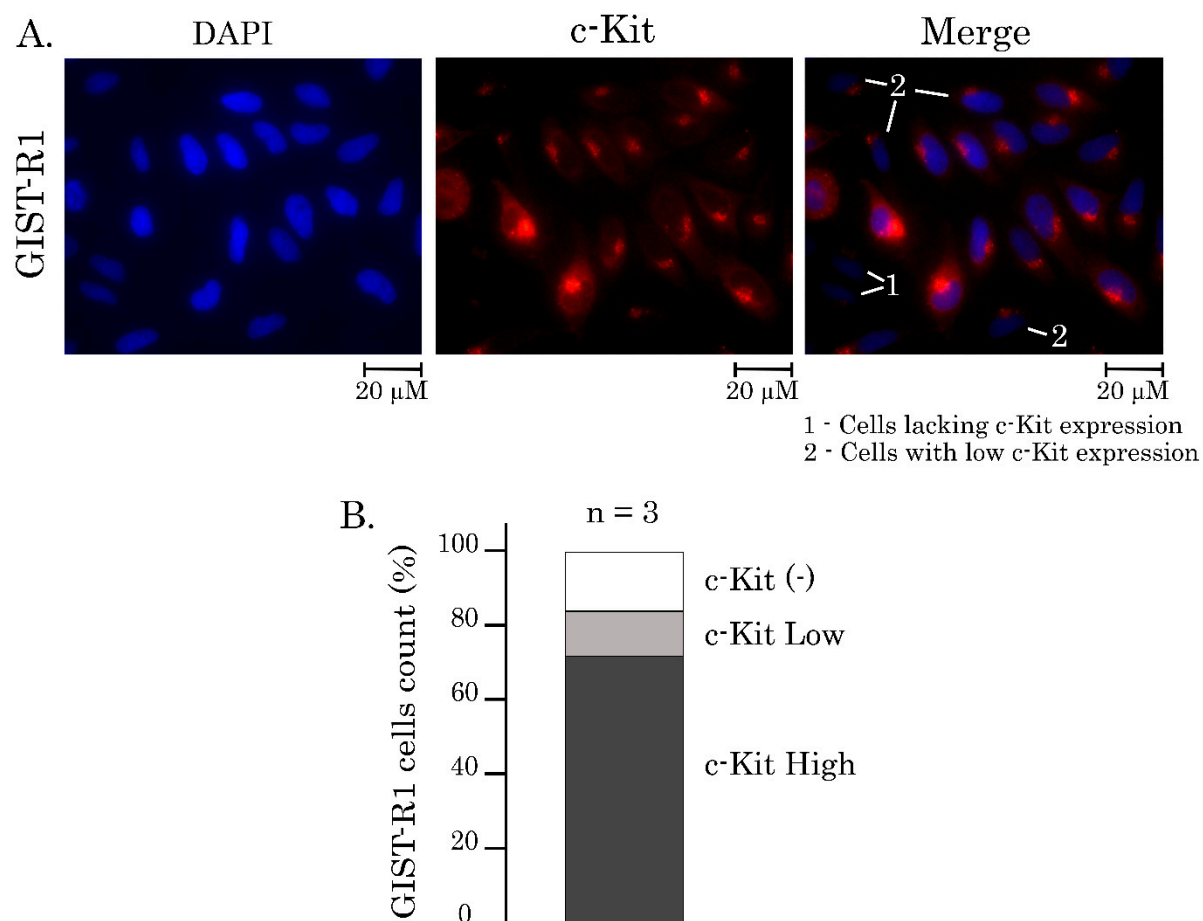 A.
DAPI
c-Kit
Merge
GIST-R1
2
1
2
20 μM
20 μM
20 μM
1 - Cells lacking c-Kit expression
2 - Cells with low c-Kit expression
B.
n = 3
GIST-R1 cells count (%)
100
80
60
40
20
0
c-Kit (-)
c-Kit Low
c-Kit High